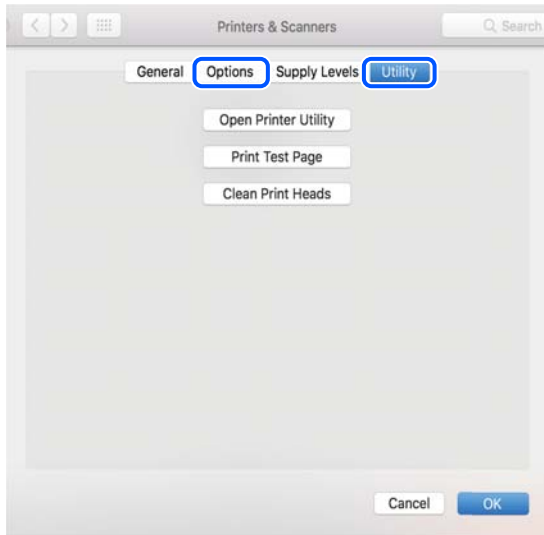 Printers & Scanners Search
General Options Supply Levels Utility
Open Printer Utility
Print Test Page
Clean Print Heads
Cancel OK